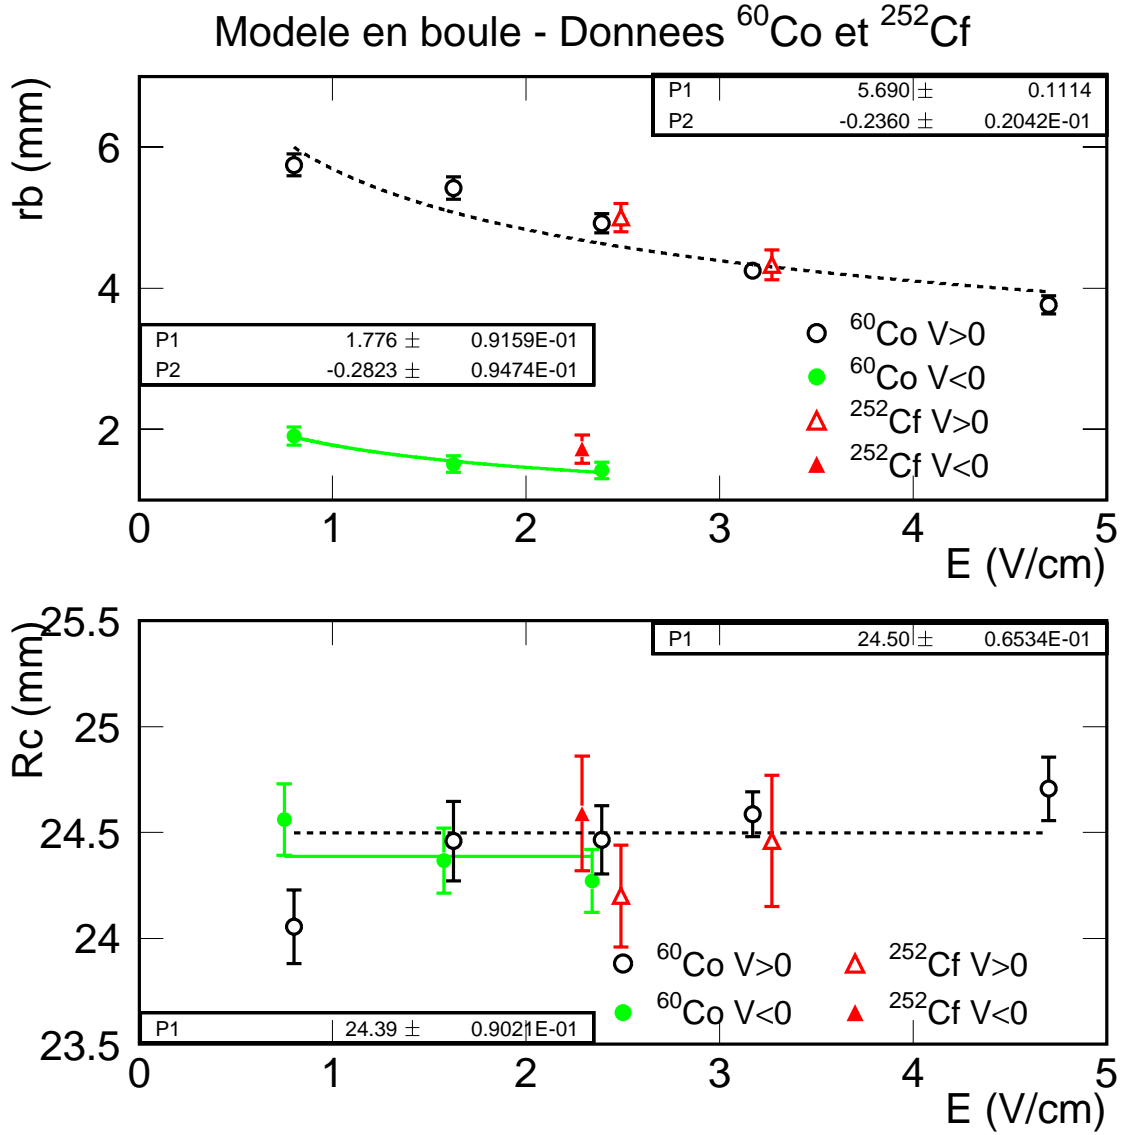 Modele en boule - Donnees ⁶⁰Co et ²⁵²Cf
rb (mm)
P1 5.690 ± 0.1114
P2 -0.2360 ± 0.2042E-01
6
4
2
P1 1.776 ± 0.9159E-01
P2 -0.2823 ± 0.9474E-01
⁶⁰Co V>0
⁶⁰Co V<0
²⁵²Cf V>0
²⁵²Cf V<0
0 1 2 3 4 5
E (V/cm)
Rc (mm)
25.5
25
24.5
24
23.5
P1 24.50 ± 0.6534E-01
⁶⁰Co V>0 ²⁵²Cf V>0
⁶⁰Co V<0 ²⁵²Cf V<0
P1 24.39 ± 0.9021E-01
0 1 2 3 4 5
E (V/cm)